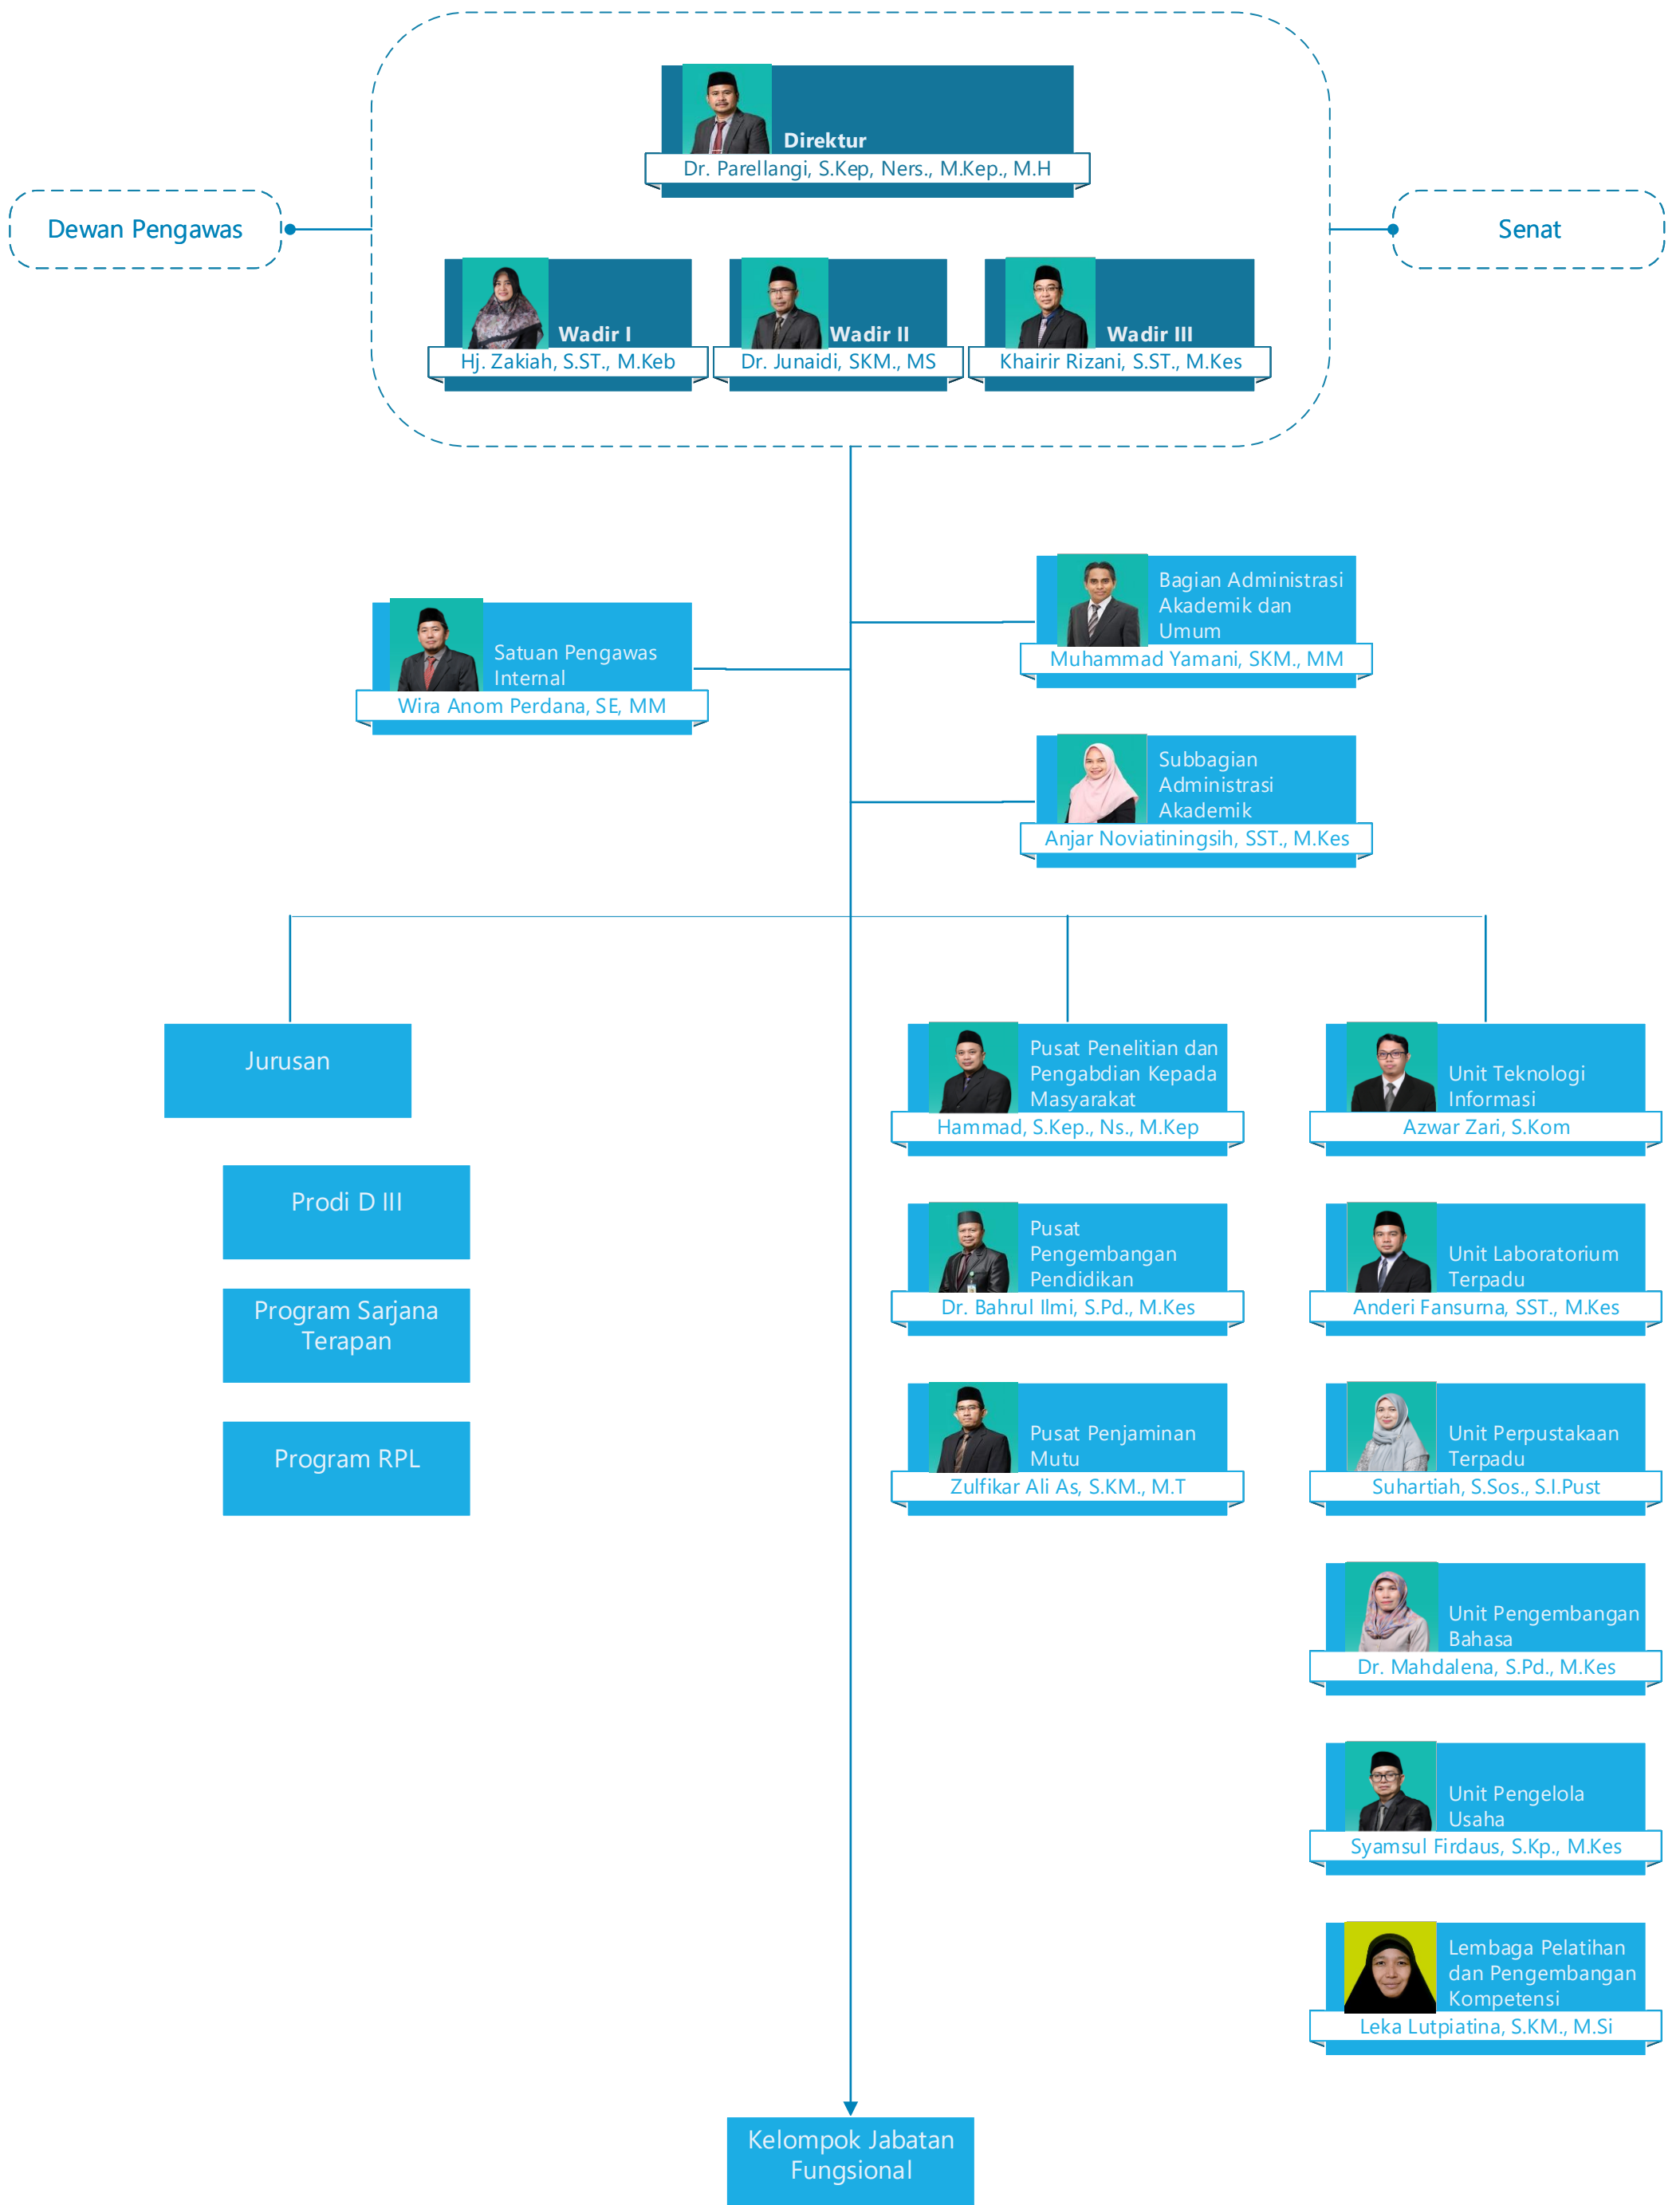 Direktur
Dr. Parellangi, S.Kep, Ners., M.Kep., M.H
Dewan Pengawas
Senat
Wadir I
Hj. Zakiah, S.ST., M.Keb
Wadir II
Dr. Junaidi, SKM., MS
Wadir III
Khairir Rizani, S.ST., M.Kes
Bagian Administrasi
Akademik dan
Umum
Muhammad Yamani, SKM., MM
Satuan Pengawas
Internal
Wira Anom Perdana, SE, MM
Subbagian
Administrasi
Akademik
Anjar Noviatiningsih, SST., M.Kes
Jurusan
Prodi D III
Program Sarjana
Terapan
Program RPL
Pusat Penelitian dan
Pengabdian Kepada
Masyarakat
Hammad, S.Kep., Ns., M.Kep
Pusat
Pengembangan
Pendidikan
Dr. Bahrul Ilmi, S.Pd., M.Kes
Pusat Penjaminan
Mutu
Zulfikar Ali As, S.KM., M.T
Unit Teknologi
Informasi
Azwar Zari, S.Kom
Unit Laboratorium
Terpadu
Anderi Fansurna, SST., M.Kes
Unit Perpustakaan
Terpadu
Suhartiah, S.Sos., S.I.Pust
Unit Pengembangan
Bahasa
Dr. Mahdalena, S.Pd., M.Kes
Unit Pengelola
Usaha
Syamsul Firdaus, S.Kp., M.Kes
Lembaga Pelatihan
dan Pengembangan
Kompetensi
Leka Lutpiatina, S.KM., M.Si
Kelompok Jabatan
Fungsional